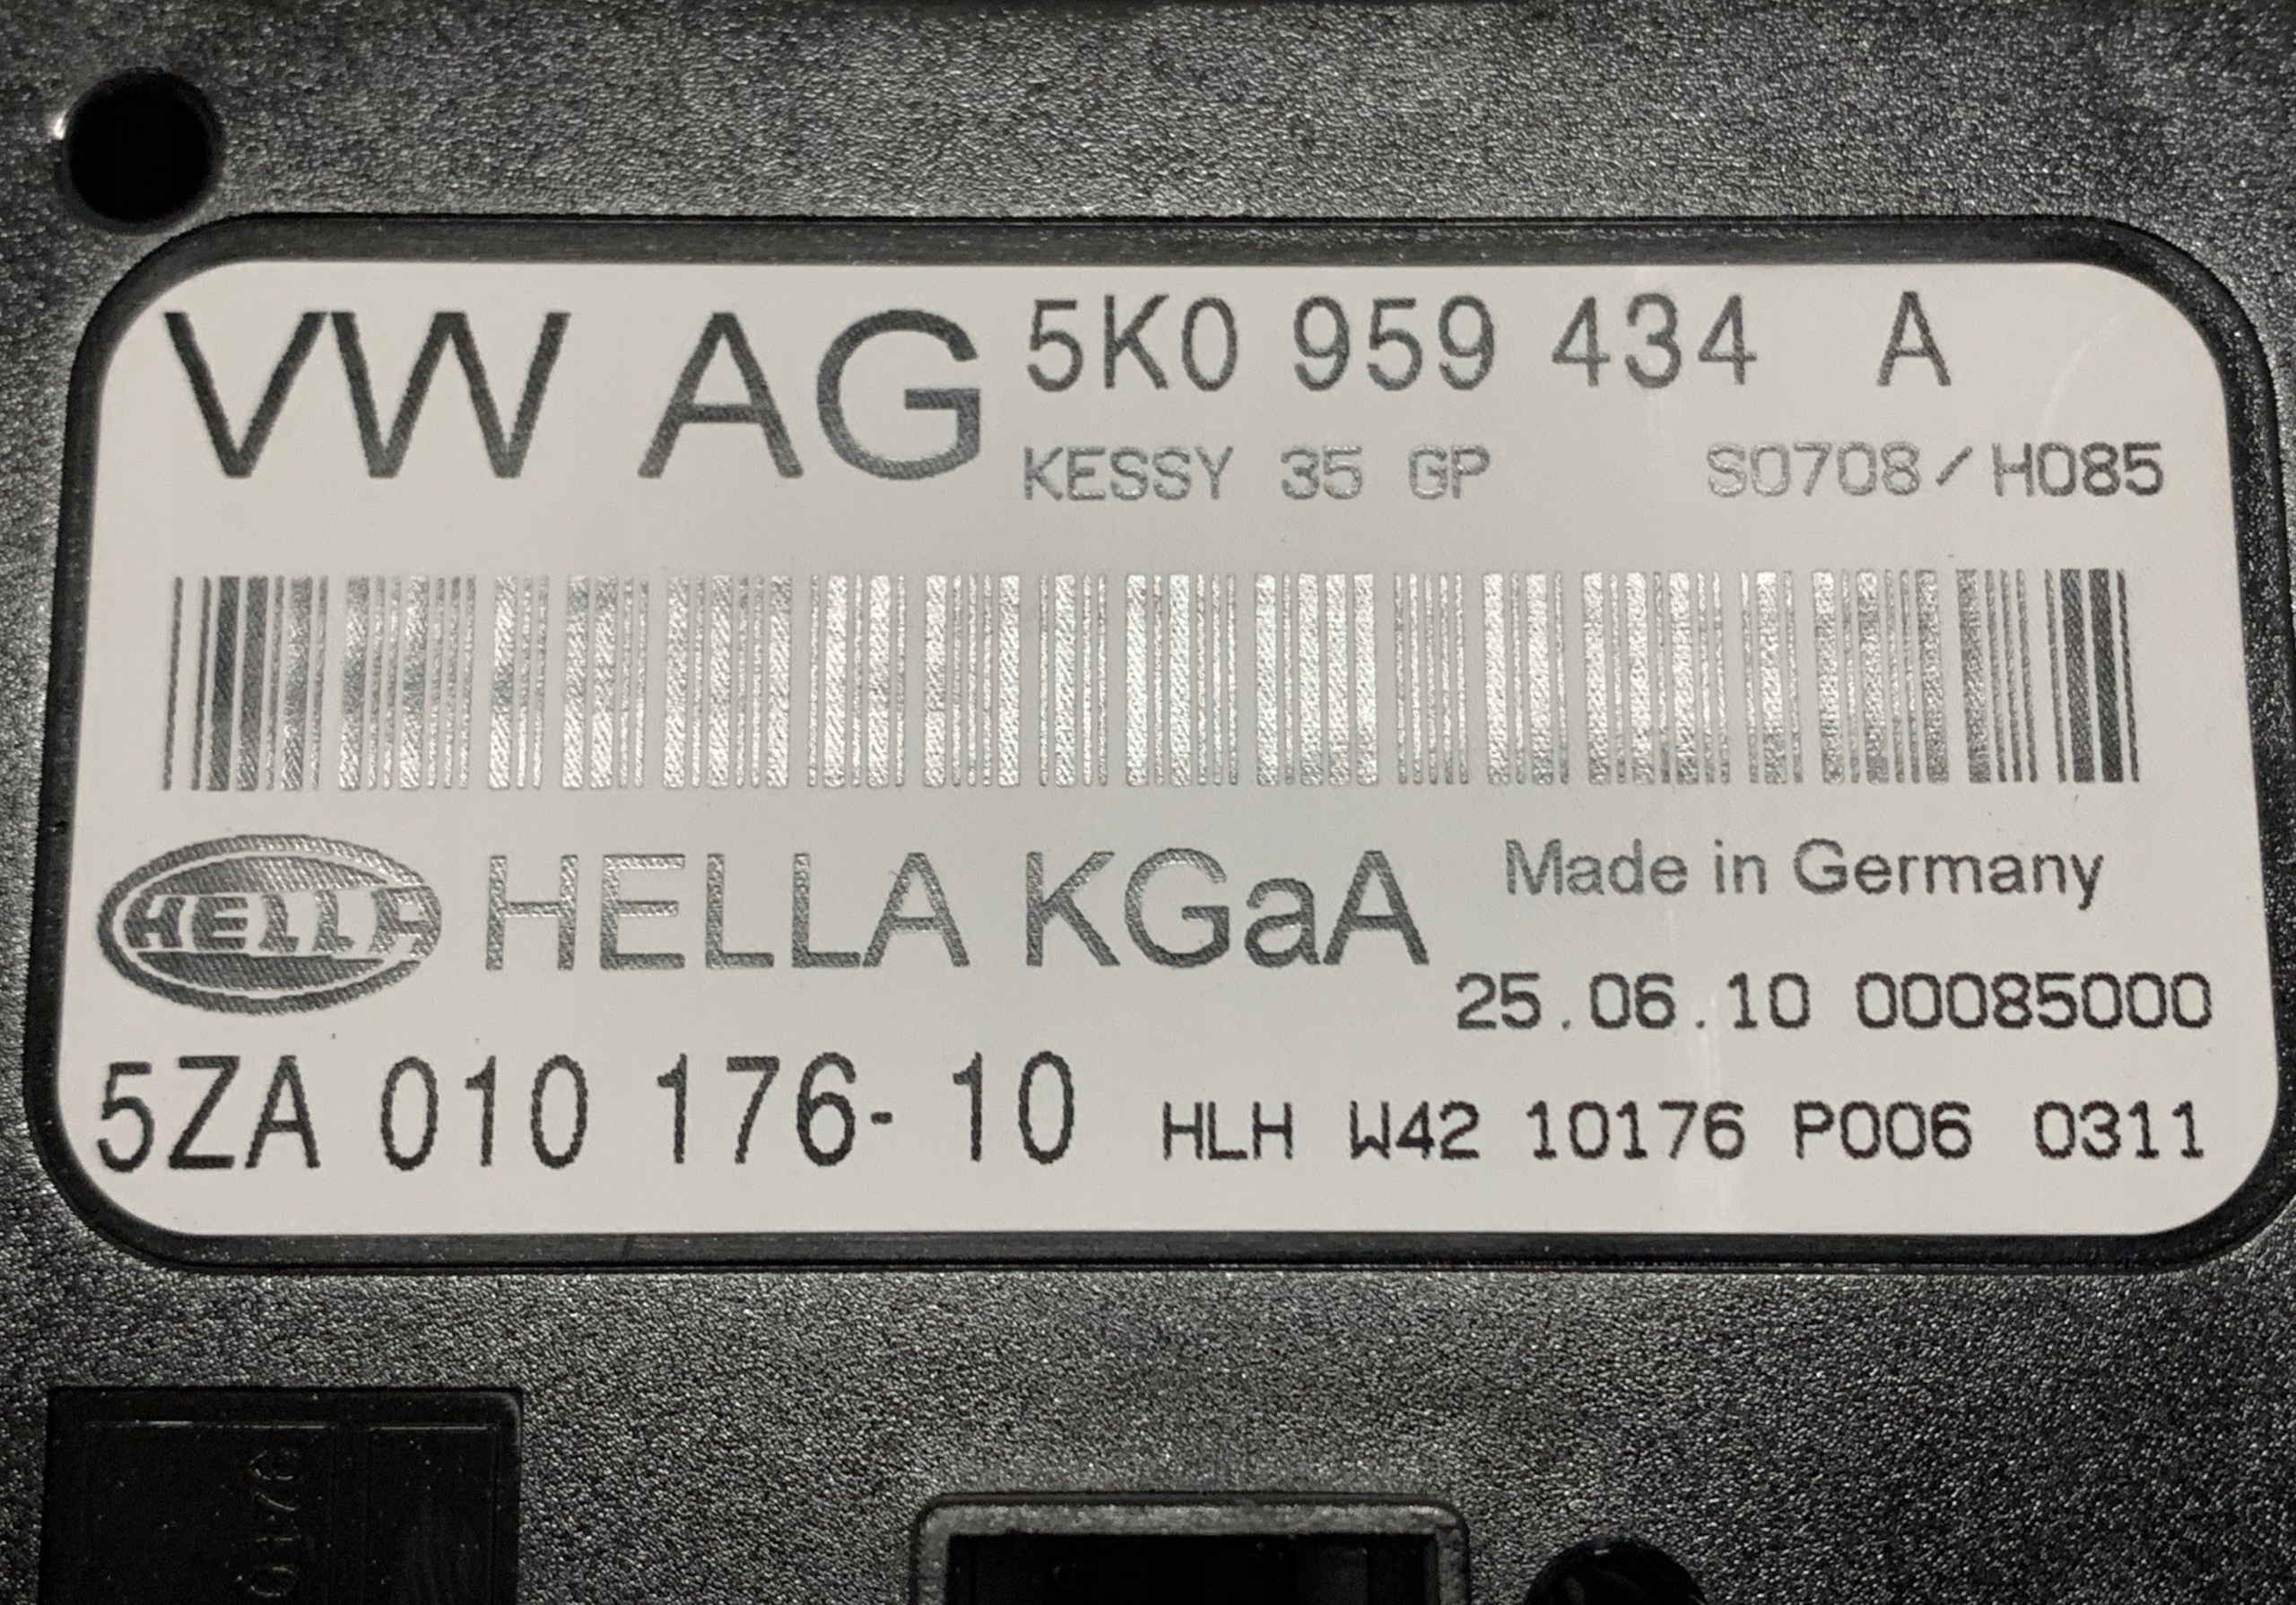 VW AG 5K0 959 434 A
KESSY 35 GP S0708/H085
HELLA HELLA KGaA Made in Germany
25.06.10 00085000
5ZA 010 176-10 HLH W42 10176 P006 0311
0176